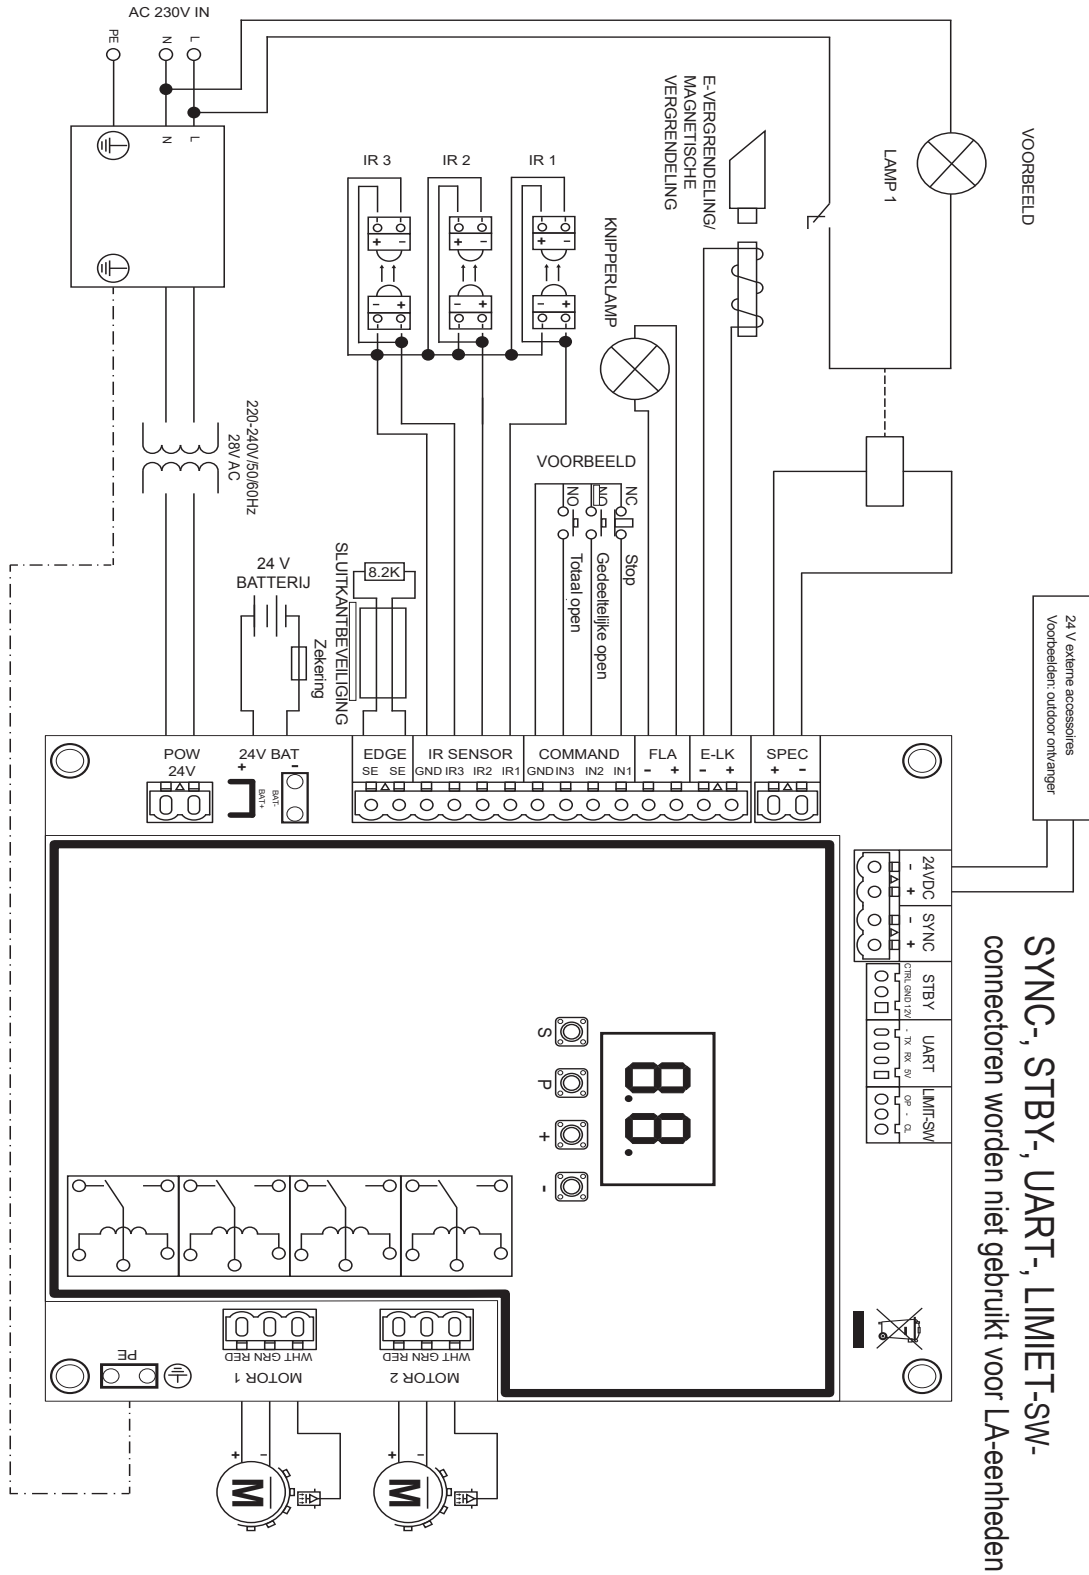 AC 230V IN
PE
N
L
N
L
IR 3
IR 2
IR 1
+ -
+ -
+ -
- +
- +
- +
E-VERGRENDELING/
MAGNETISCHE
VERGRENDELING
LAMP 1
VOORBEELD
KNIPPERLAMP
220-240V/50/60Hz
28V AC
VOORBEELD
NO
NO
NC
Totaal open
Gedeeltelijke open
Stop
24 V
BATTERIJ
Zekering
SLUITKANTBEVEILIGING
8.2K
24 V externe accessoires
Voorbeelden: outdoor ontvanger
POW
24V
24V BAT
+ -
BAT+
BAT-
EDGE
SE SE
IR SENSOR
GND IR3 IR2 IR1
COMMAND
GND IN3 IN2 IN1
FLA
- +
E-LK
- +
SPEC
+ -
24VDC
- +
SYNC
- +
STBY
CTRL GND 12V
UART
- TX RX 5V
LIMIT-SW
OP - CL
SYNC-, STBY-, UART-, LIMIET-SW-
connectoren worden niet gebruikt voor LA-eenheden
8.8.
S
P
+
-
PE
WHT GRN RED
MOTOR 1
WHT GRN RED
MOTOR 2
+ -
M
+ -
M